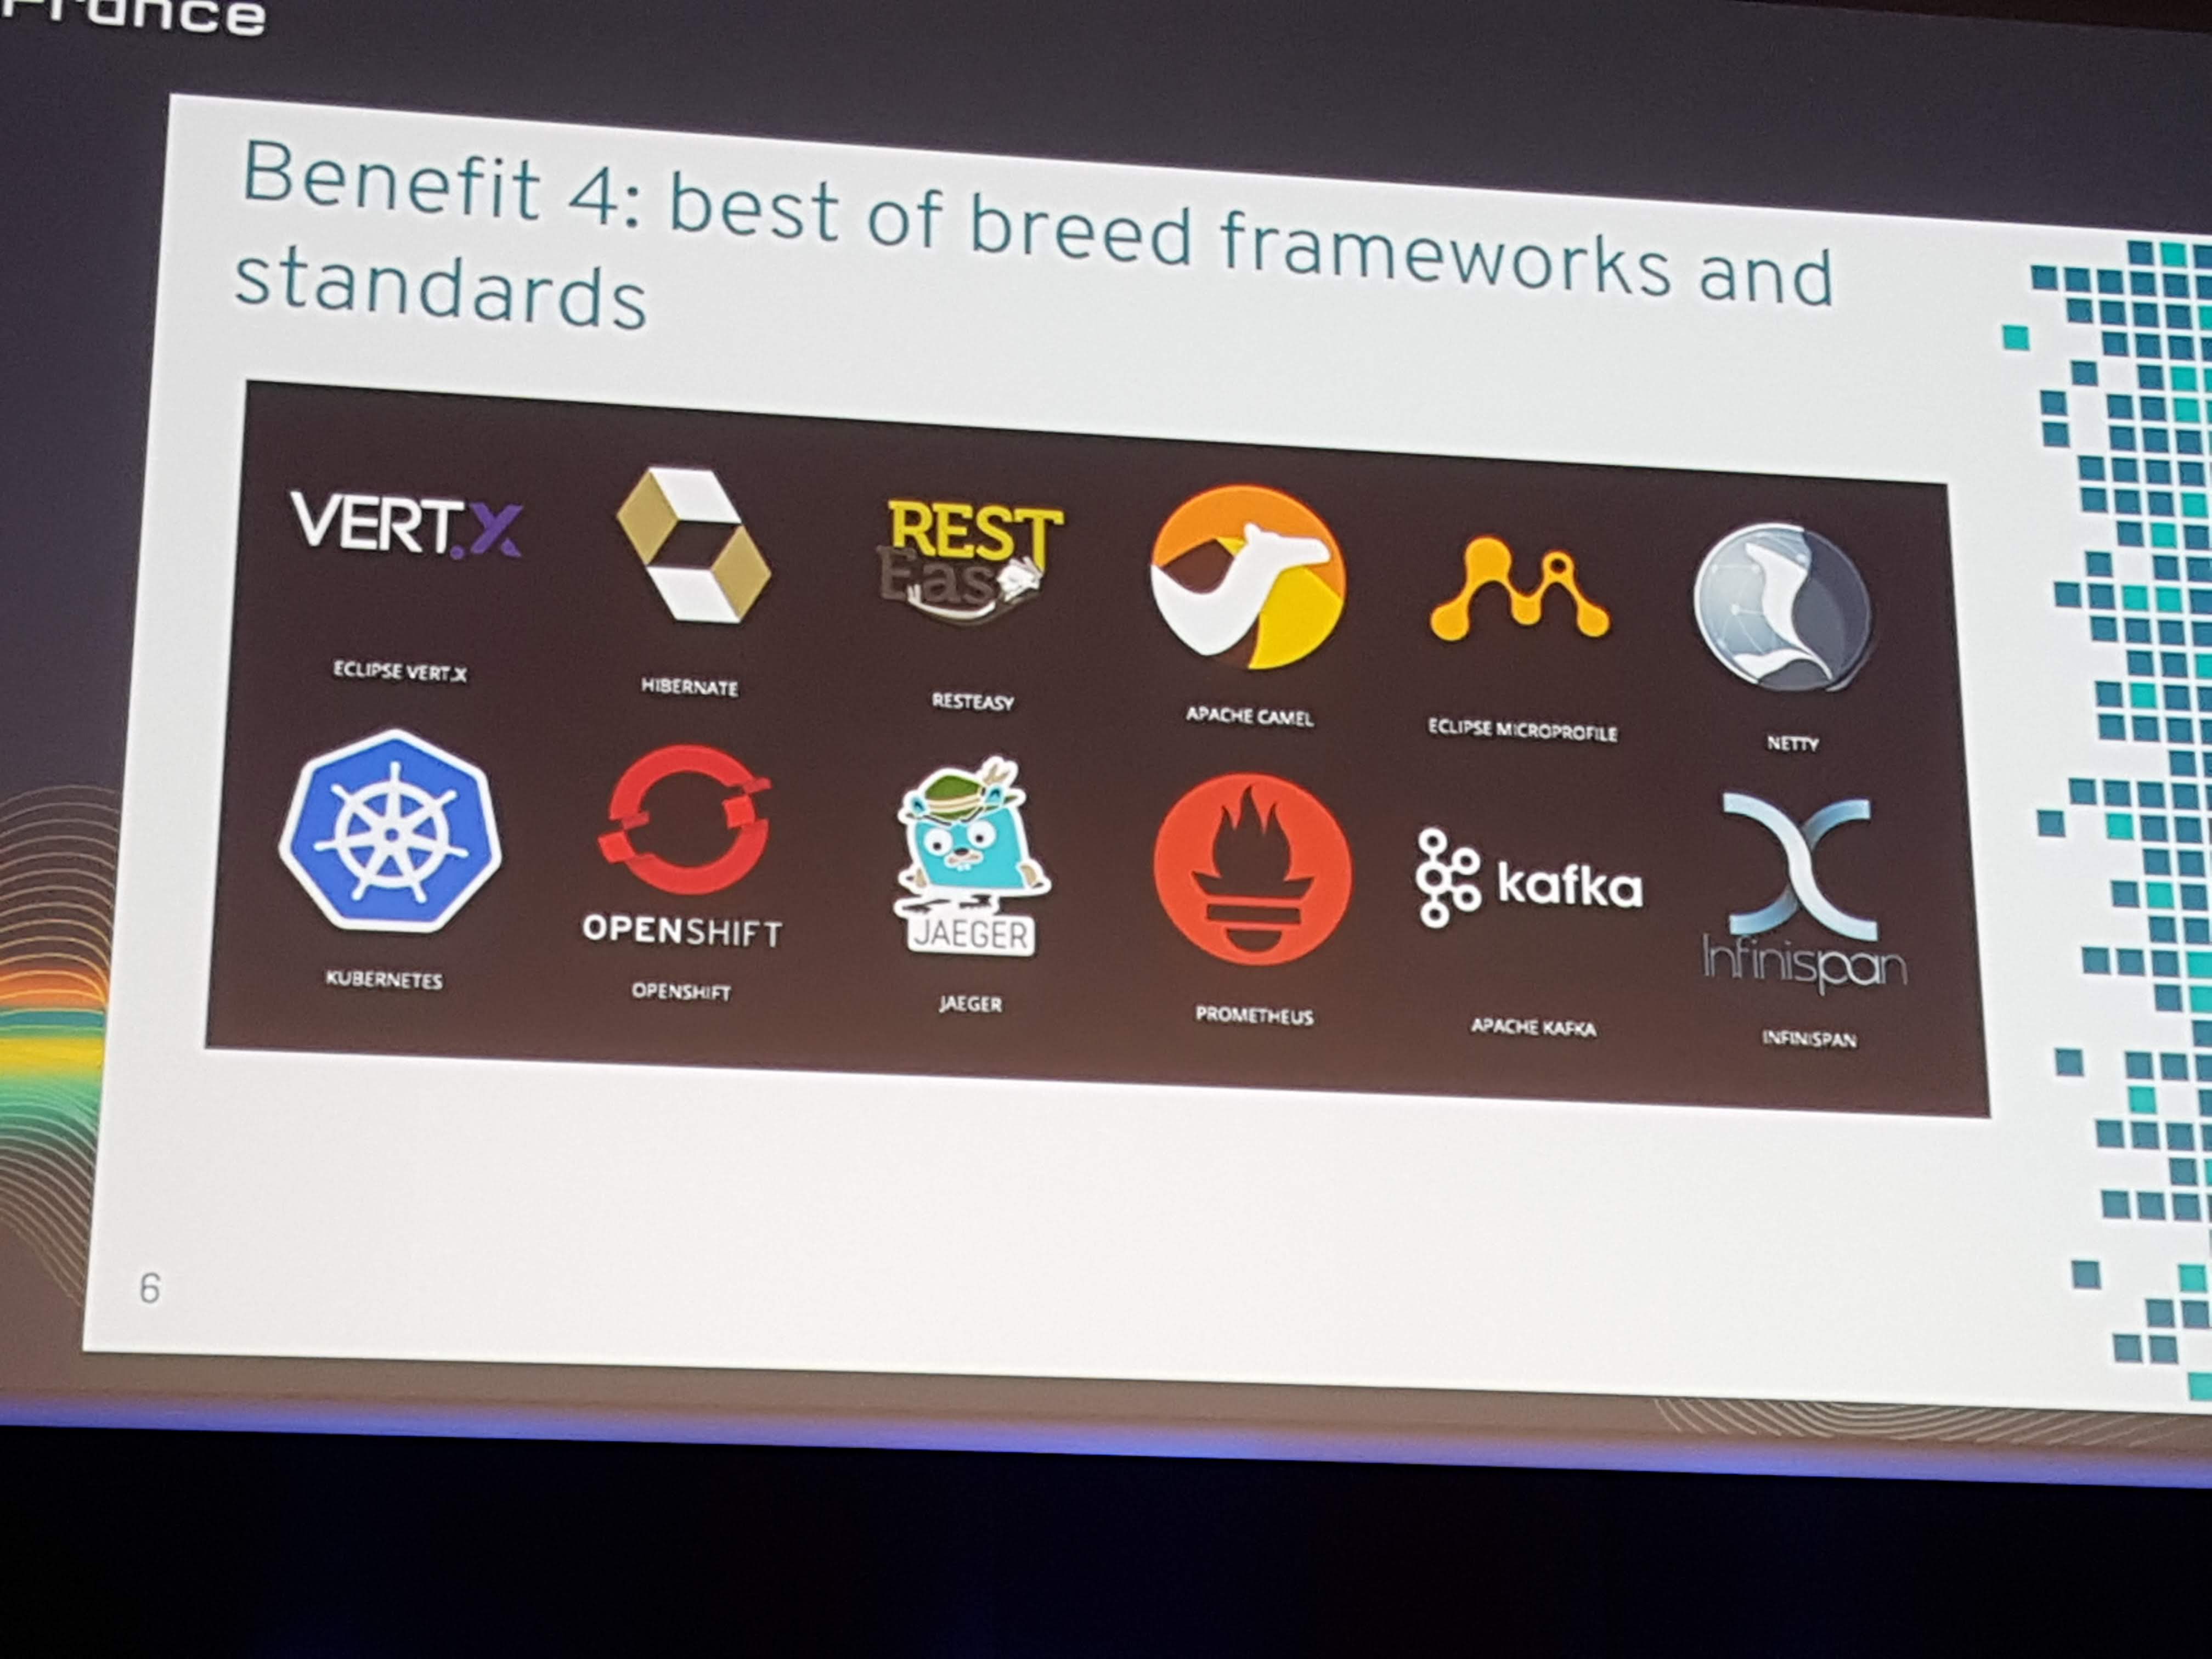 France
Benefit 4: best of breed frameworks and
standards
VERT.X
REST
Easy
ECLIPSE VERT.X
HIBERNATE
RESTEASY
APACHE CAMEL
ECLIPSE MICROPROFILE
NETTY
OPENSHIFT
JAEGER
kafka
Infinispan
KUBERNETES
OPENSHIFT
JAEGER
PROMETHEUS
APACHE KAFKA
INFINISPAN
6